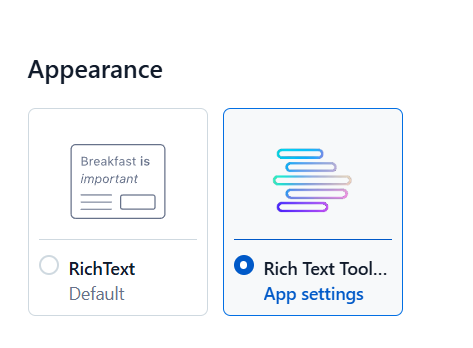 Appearance
Breakfast is
important
RichText
Default
Rich Text Tool...
App settings